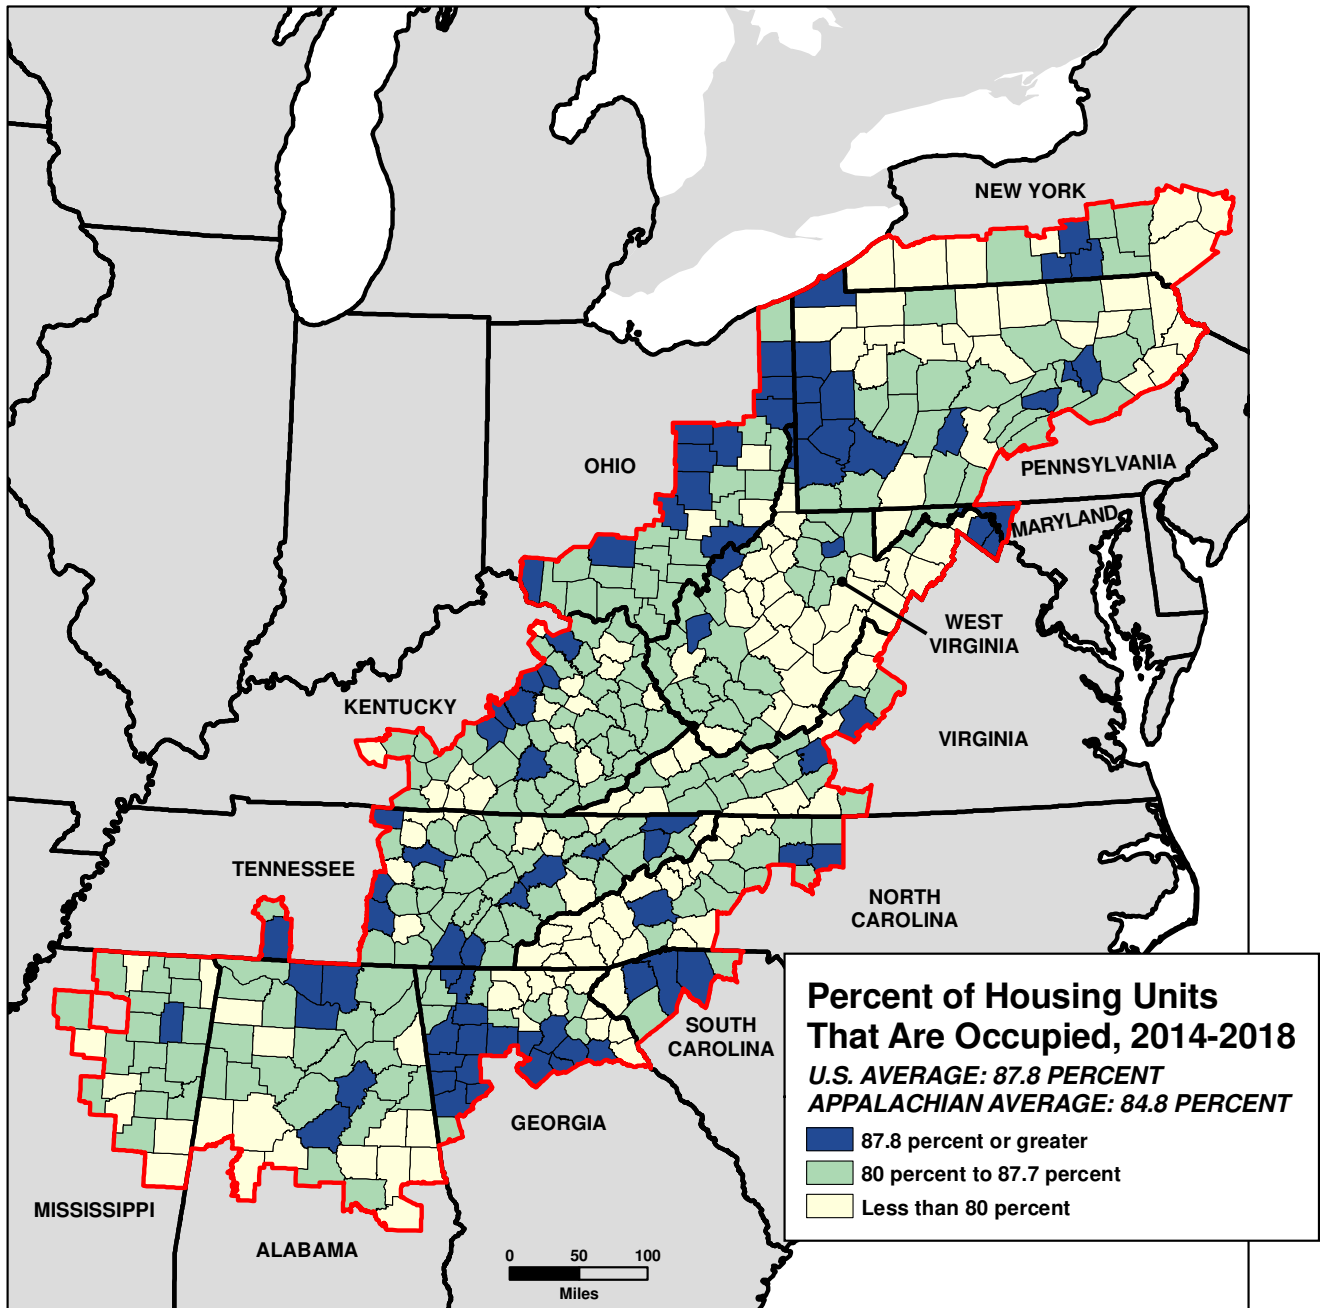 NEW YORK
OHIO
PENNSYLVANIA
MARYLAND
WEST
VIRGINIA
KENTUCKY
VIRGINIA
TENNESSEE
NORTH
CAROLINA
SOUTH
CAROLINA
GEORGIA
MISSISSIPPI
ALABAMA
Percent of Housing Units
That Are Occupied, 2014-2018
U.S. AVERAGE: 87.8 PERCENT
APPALACHIAN AVERAGE: 84.8 PERCENT
87.8 percent or greater
80 percent to 87.7 percent
Less than 80 percent
0 50 100
Miles